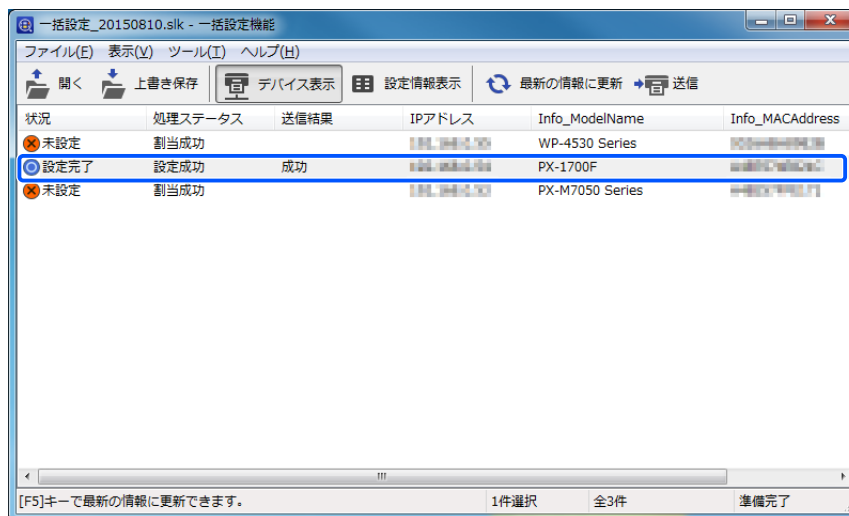 一括設定_20150810.slk - 一括設定機能
ファイル(F) 表示(V) ツール(T) ヘルプ(H)
開く 上書き保存 デバイス表示 設定情報表示 最新の情報に更新 送信
状況 処理ステータス 送信結果 IPアドレス Info_ModelName Info_MACAddress
未設定 割当成功 WP-4530 Series
設定完了 設定成功 成功 PX-1700F
未設定 割当成功 PX-M7050 Series
[F5]キーで最新の情報に更新できます。 1件選択 全3件 準備完了